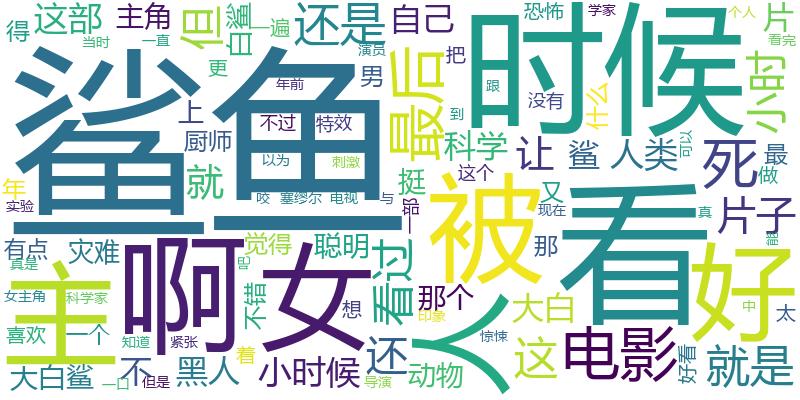 得 这部 主角 但 白鲨 一遍 还是 自己 恐怖 学家 个人 片
当时 一直 更 演员 把 时候 看完
鲨鱼 男 最后 什么 小时
上 年前 跟 没有
厨师 不过 特效 到
就 以为 刺激 科学 让 鲨 人类 可以 死 最
年 挺 这个 做
实验 咬 塞缪尔 电视 与 一部 被 又 现在 看 真 片子
有点 灾难 啊 女 觉得 聪明 看过 那 能 好
真是 主 吧
女主角 科学家 不错 想 那个 人 大白 中 太
喜欢 一个 知道 紧张 着 印象 惊悚 电影
大白鲨 不 黑人 小时候 还 这 好看 就是
一口 但是 导演 动物